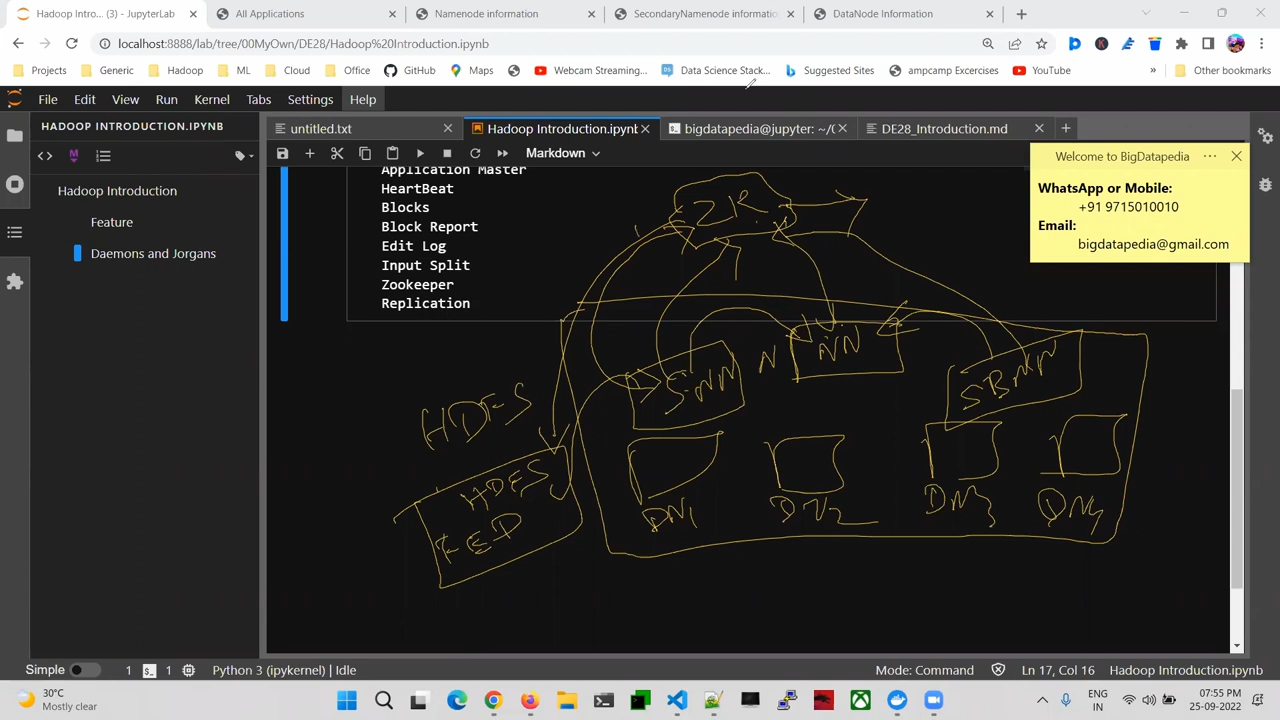 Hadoop Intro... (3) - JupyterLab
All Applications
Namenode information
SecondaryNamenode informatio
DataNode Information
localhost:8888/lab/tree/00MyOwn/DE28/Hadoop%20Introduction.ipynb
Projects
Generic
Hadoop
ML
Cloud
Office
GitHub
Maps
Webcam Streaming...
Data Science Stack...
Suggested Sites
ampcamp Excercises
YouTube
»
Other bookmarks
File Edit View Run Kernel Tabs Settings Help
HADOOP INTRODUCTION.IPYNB
untitled.txt
Hadoop Introduction.ipynb
bigdatapedia@jupyter: ~/(
DE28_Introduction.md
Markdown
Hadoop Introduction
Feature
Daemons and Jorgans
Welcome to BigDatapedia
WhatsApp or Mobile:
+91 9715010010
Email:
bigdatapedia@gmail.com
Application Master
HeartBeat
Blocks
Block Report
Edit Log
Input Split
Zookeeper
Replication
ZK
SNN
N
NN
SBNN
HDFS
HDFS
FED
DN1
DN2
DN3
DN4
Simple
1
1
Python 3 (ipykernel) | Idle
Mode: Command
Ln 17, Col 16
Hadoop Introduction.ipynb
30°C
Mostly clear
ENG
IN
07:55 PM
25-09-2022